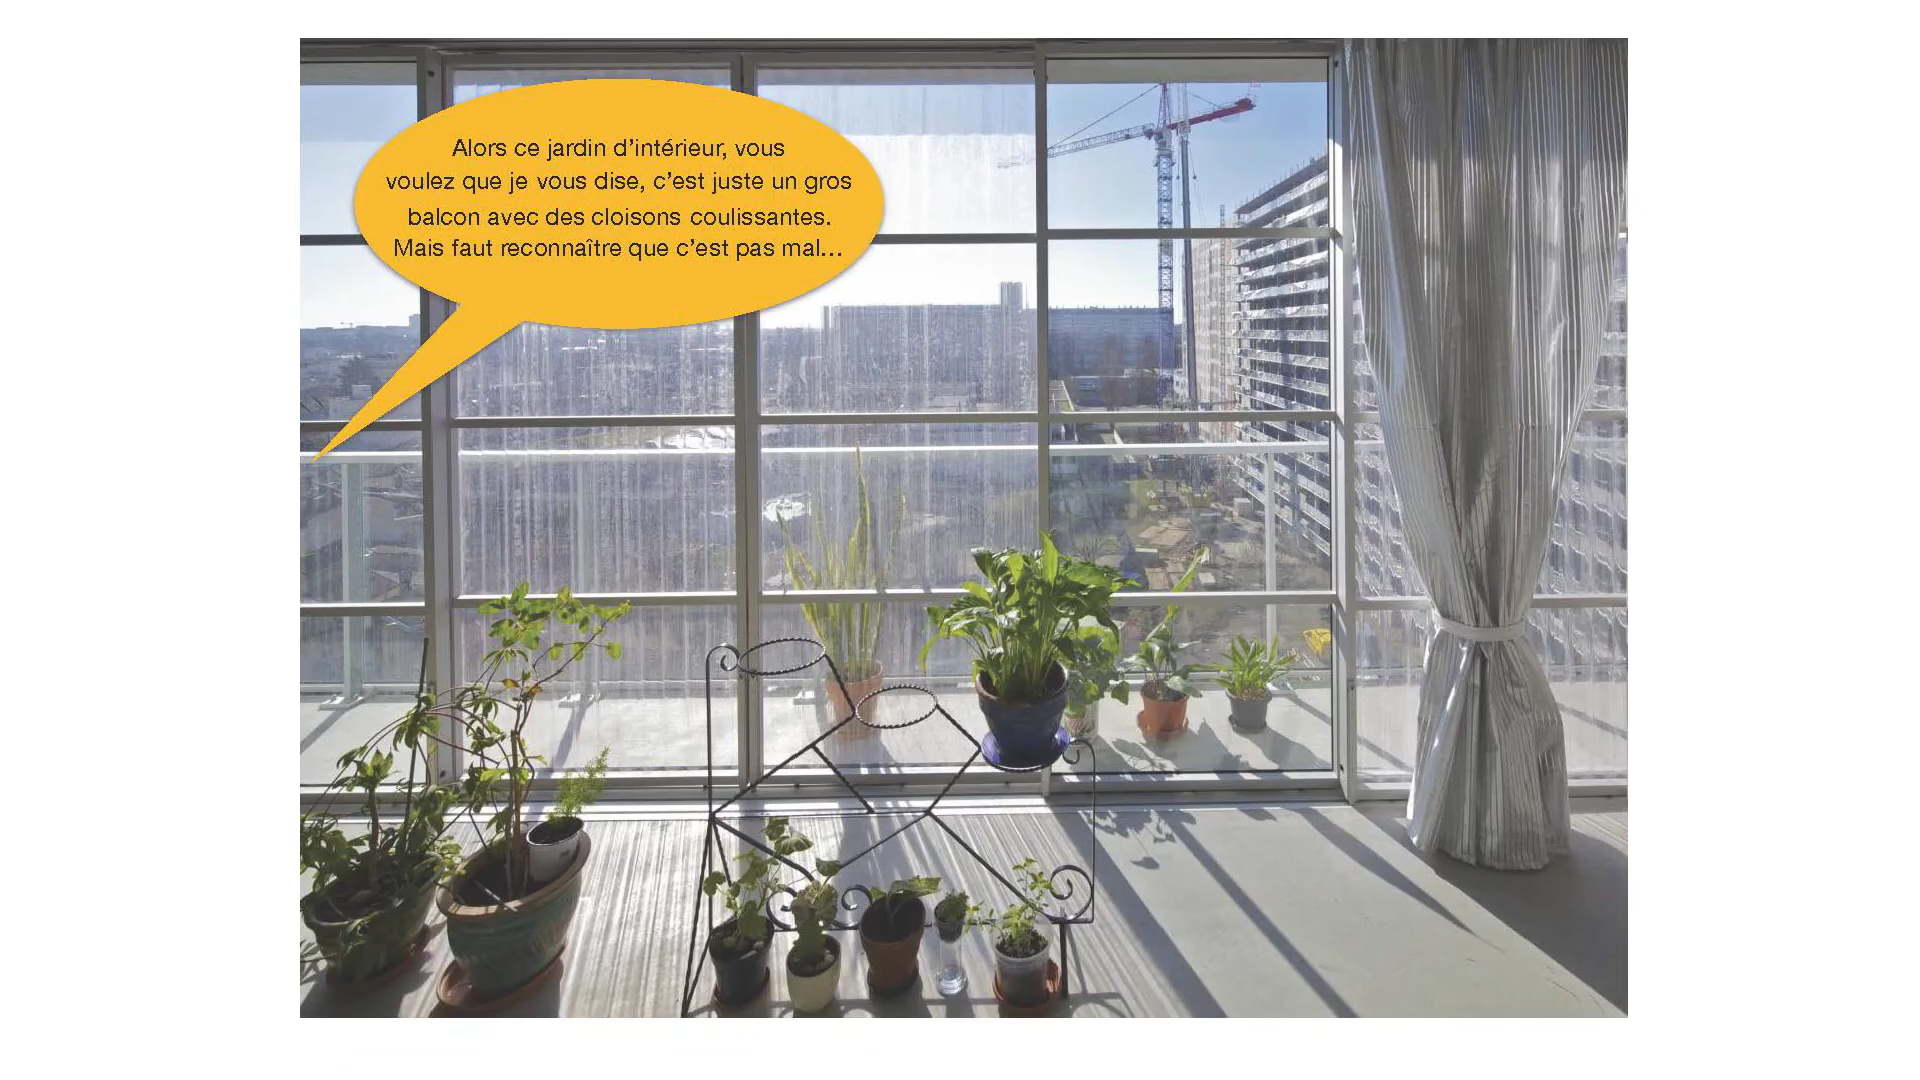 Alors ce jardin d’intérieur, vous
voulez que je vous dise, c’est juste un gros
balcon avec des cloisons coulissantes.
Mais faut reconnaître que c’est pas mal…